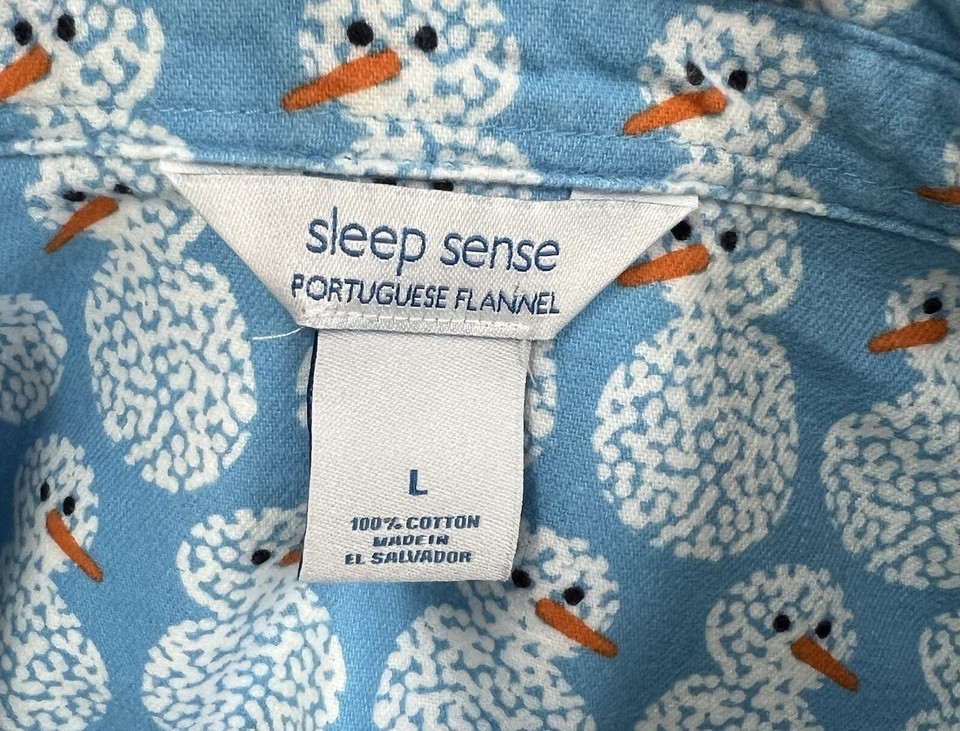 sleep sense
PORTUGUESE FLANNEL
L
100% COTTON
MADE IN
EL SALVADOR